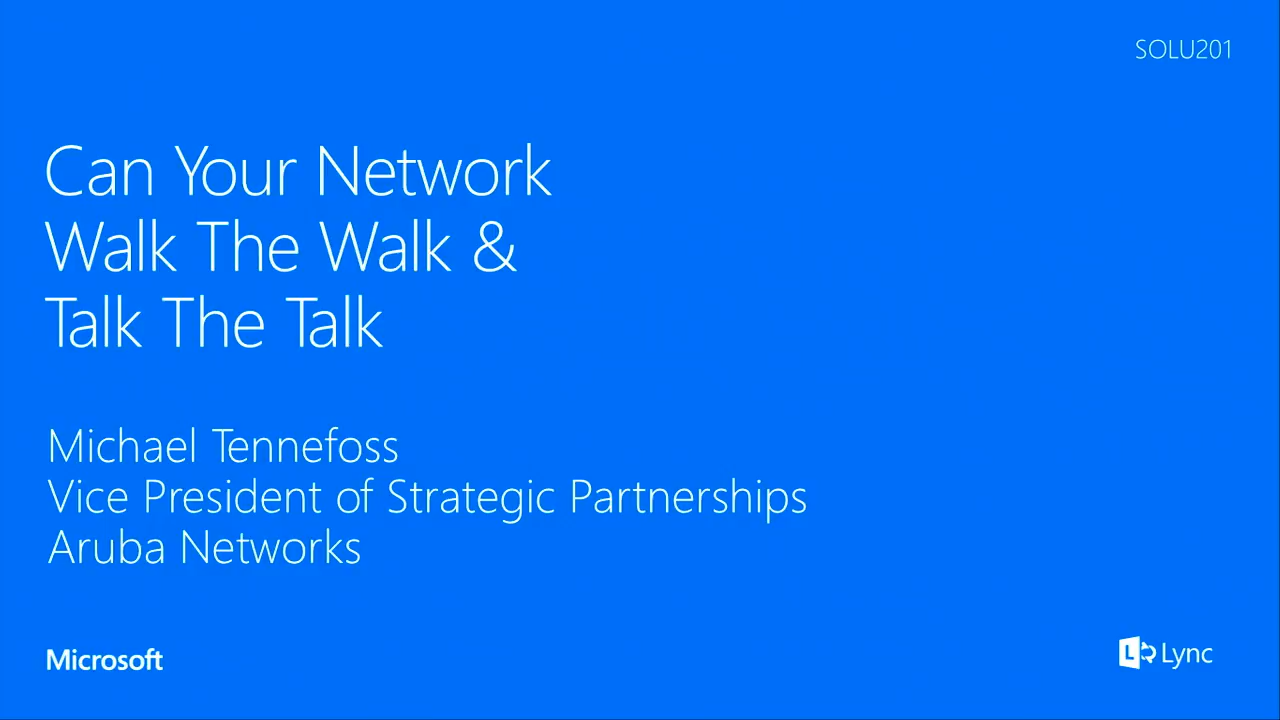 SOLU201
Can Your Network
Walk The Walk &
Talk The Talk
Michael Tennefoss
Vice President of Strategic Partnerships
Aruba Networks
Microsoft
L Lync